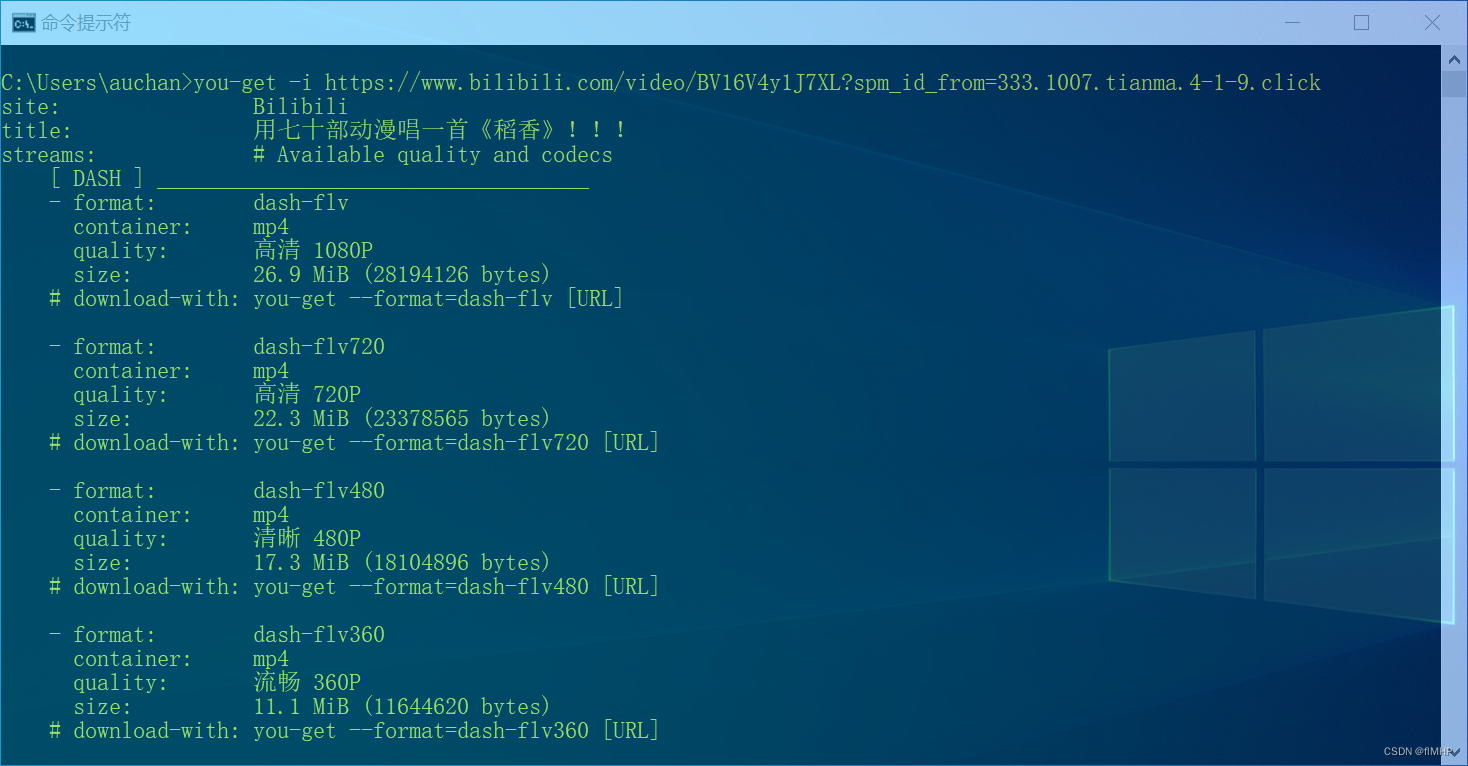 命令提示符
C:\Users\auchan>you-get -i https://www.bilibili.com/video/BV16V4y1J7XL?spm_id_from=333.1007.tianma.4-1-9.click
site: Bilibili
title: 用七十部动漫唱一首《稻香》！！！
streams: # Available quality and codecs
[ DASH ] ____________________________________
- format: dash-flv
container: mp4
quality: 高清 1080P
size: 26.9 MiB (28194126 bytes)
# download-with: you-get --format=dash-flv [URL]
- format: dash-flv720
container: mp4
quality: 高清 720P
size: 22.3 MiB (23378565 bytes)
# download-with: you-get --format=dash-flv720 [URL]
- format: dash-flv480
container: mp4
quality: 清晰 480P
size: 17.3 MiB (18104896 bytes)
# download-with: you-get --format=dash-flv480 [URL]
- format: dash-flv360
container: mp4
quality: 流畅 360P
size: 11.1 MiB (11644620 bytes)
# download-with: you-get --format=dash-flv360 [URL]
CSDN